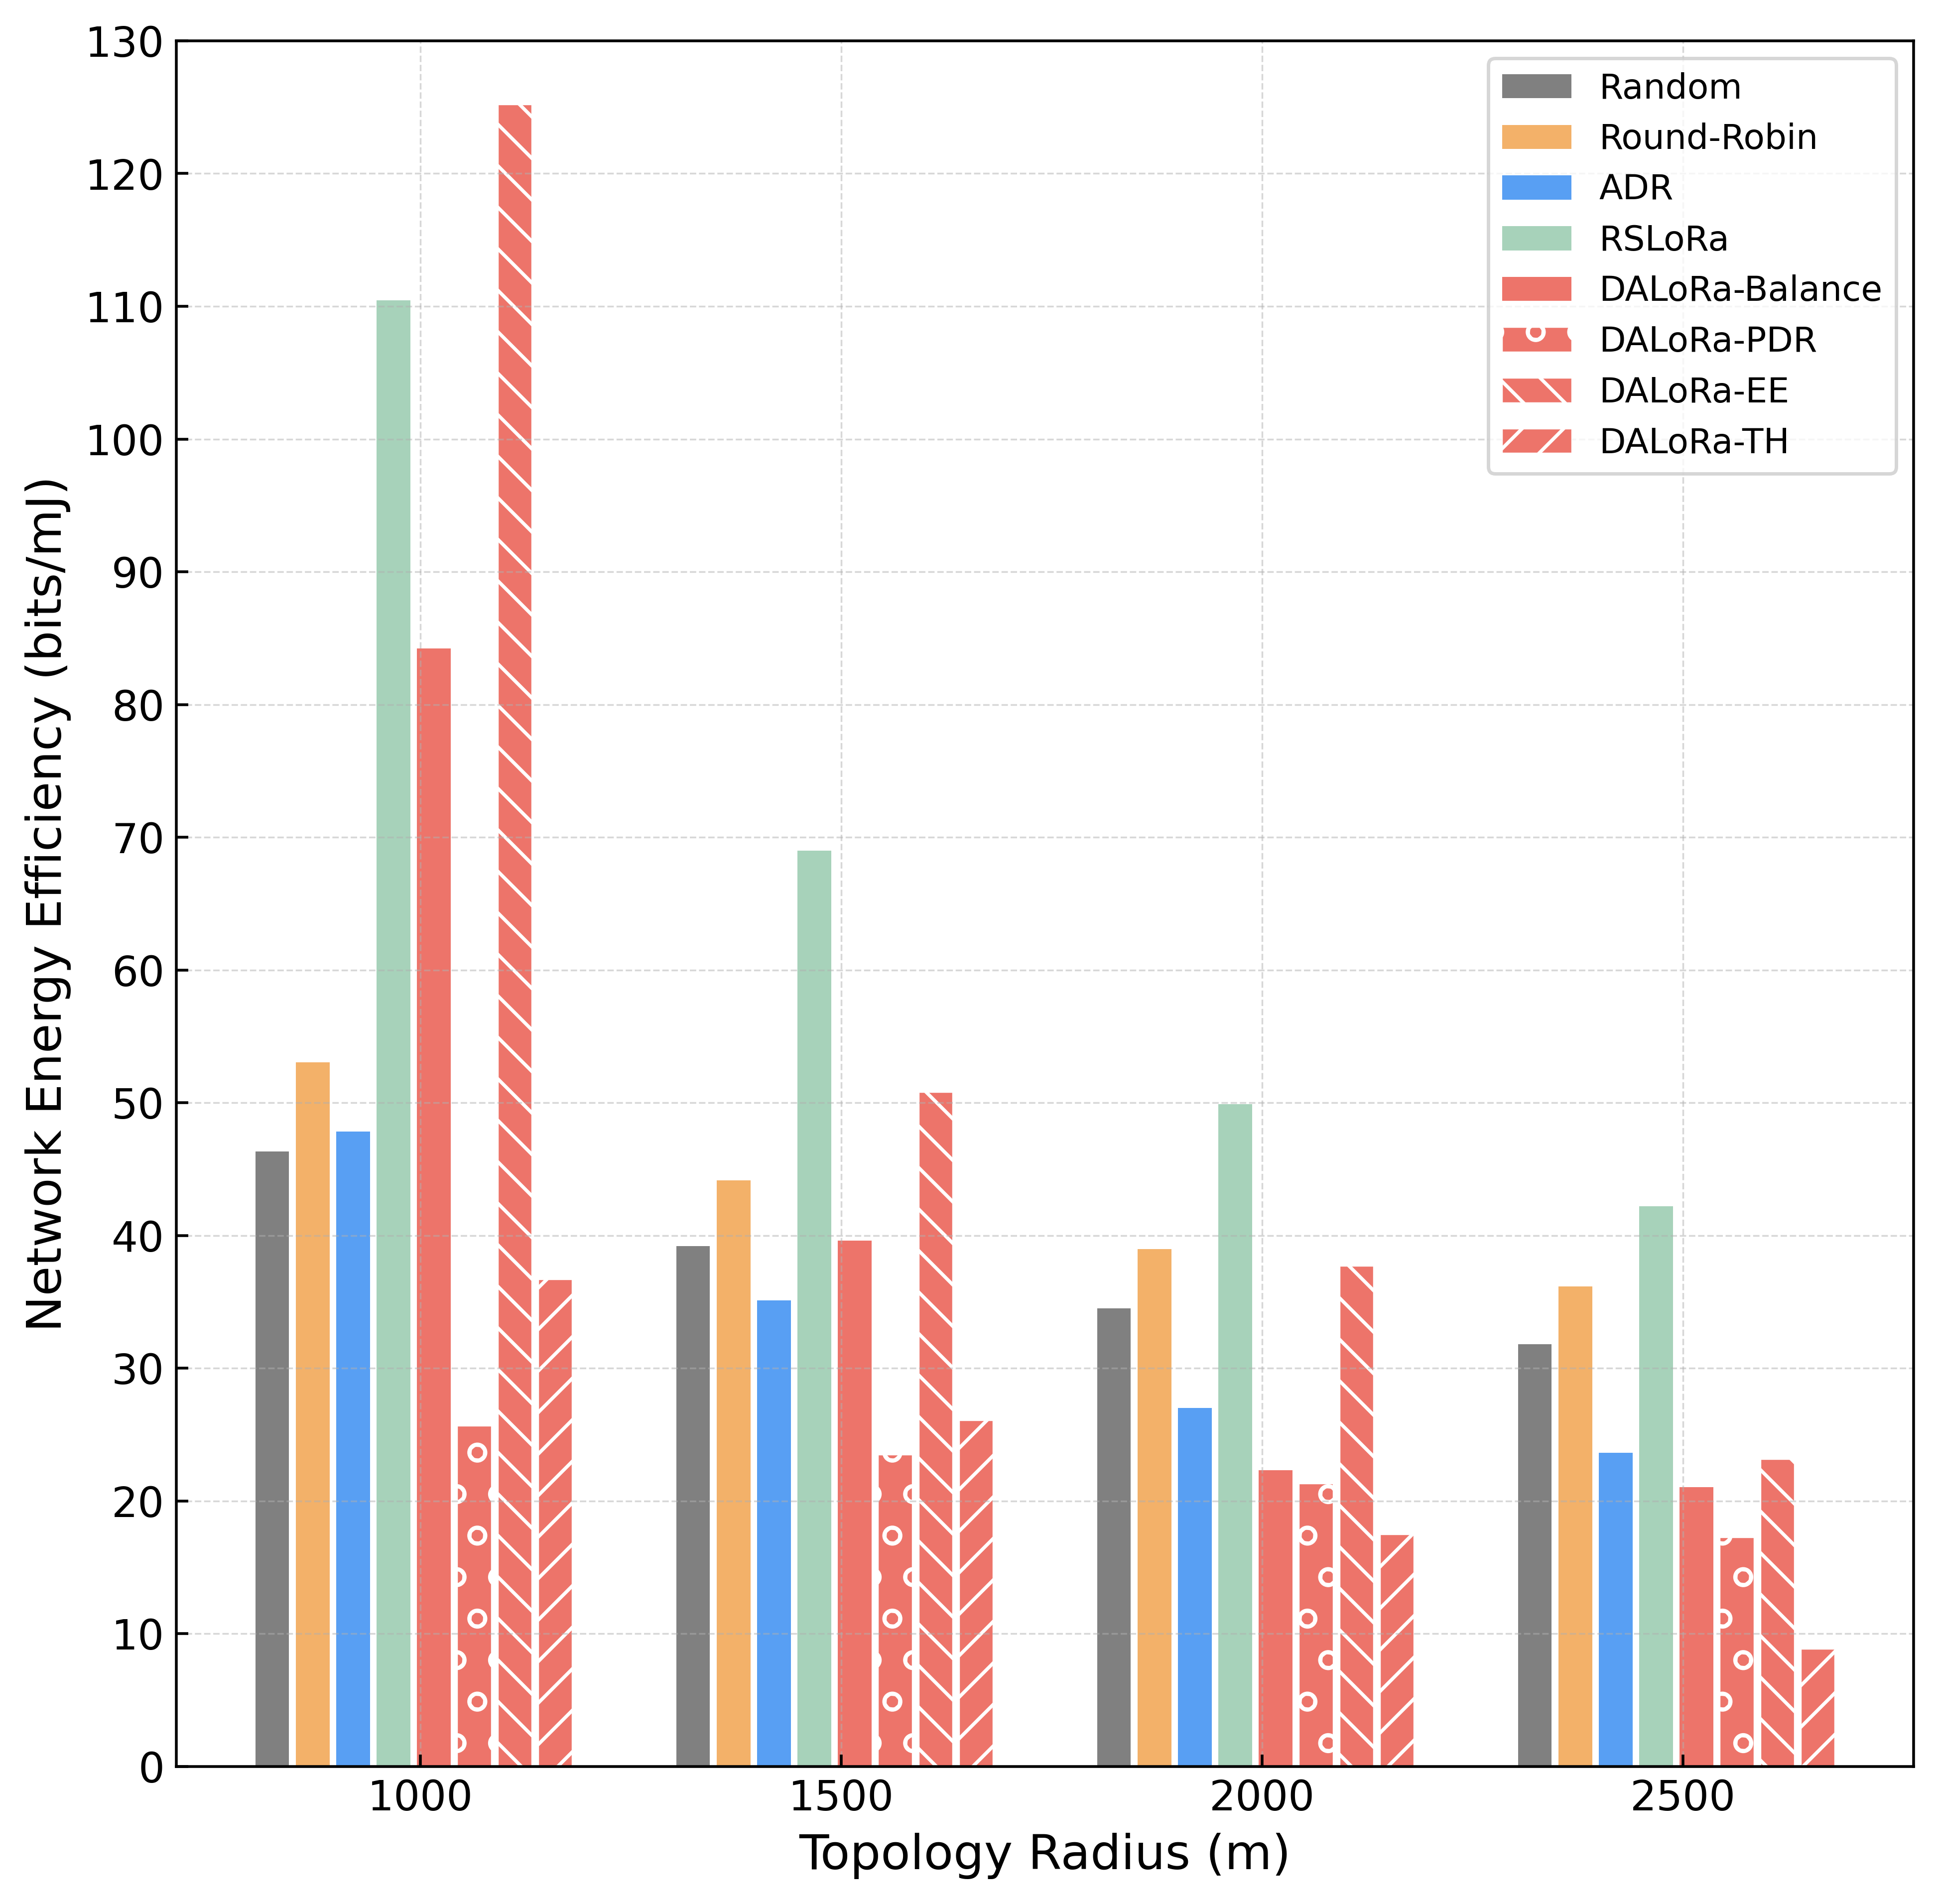 Network Energy Efficiency (bits/mJ)
130
120
110
100
90
80
70
60
50
40
30
20
10
0
Random
Round-Robin
ADR
RSLoRa
DALoRa-Balance
DALoRa-PDR
DALoRa-EE
DALoRa-TH
1000 1500 2000 2500
Topology Radius (m)